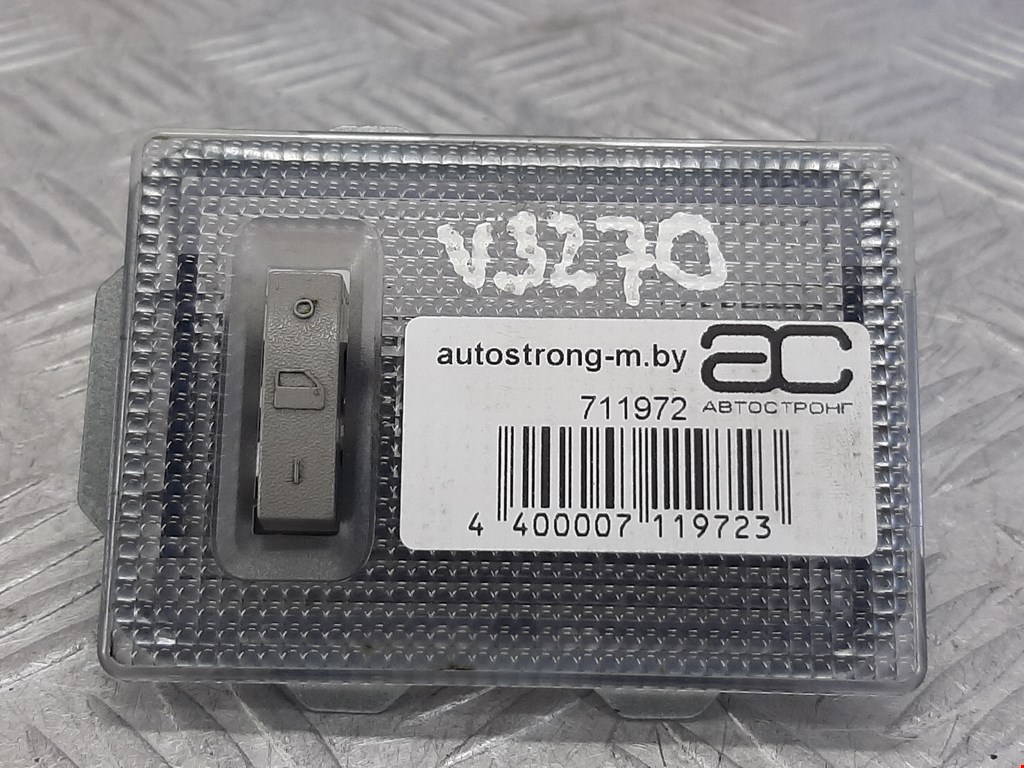 V3270
autostrong-m.by
ac
711972
АВТОСТРОНГ
4 400007 119723